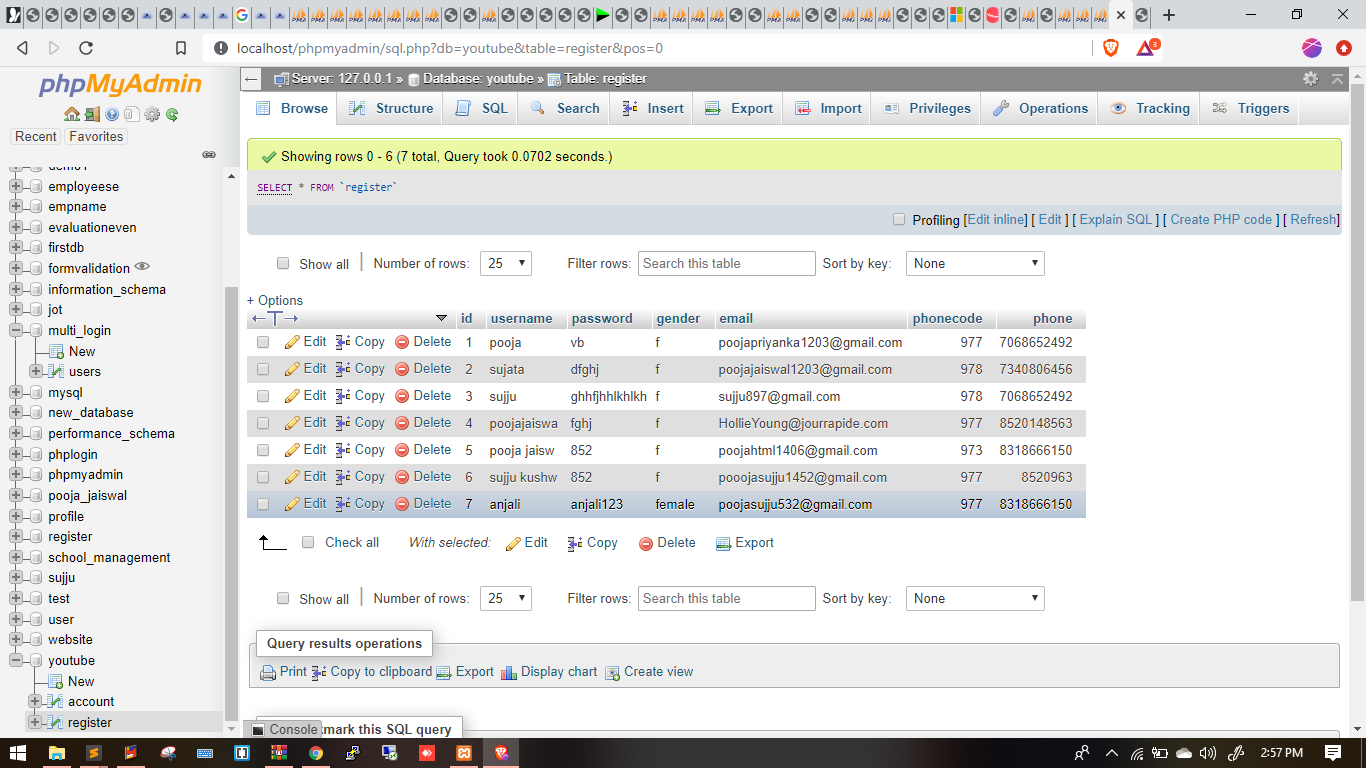 localhost/phpmyadmin/sql.php?db=youtube&table=register&pos=0
3
phpMyAdmin
Recent Favorites
employeese
empname
evaluationeven
firstdb
formvalidation
information_schema
jot
multi_login
New
users
mysql
new_database
performance_schema
phplogin
phpmyadmin
pooja_jaiswal
profile
register
school_management
sujju
test
user
website
youtube
New
account
register
Server: 127.0.0.1 » Database: youtube » Table: register
Browse Structure SQL Search Insert Export Import Privileges Operations Tracking Triggers
Showing rows 0 - 6 (7 total, Query took 0.0702 seconds.)
SELECT * FROM `register`
Profiling [Edit inline] [ Edit ] [ Explain SQL ] [ Create PHP code ] [ Refresh]
Show all | Number of rows: 25 Filter rows: Search this table Sort by key: None
+ Options
id username password gender email phonecode phone
Edit Copy Delete 1 pooja vb f poojapriyanka1203@gmail.com 977 7068652492
Edit Copy Delete 2 sujata dfghj f poojajaiswal1203@gmail.com 978 7340806456
Edit Copy Delete 3 sujju ghhfjhhlkhlkh f sujju897@gmail.com 978 7068652492
Edit Copy Delete 4 poojajaiswa fghj f HollieYoung@jourrapide.com 977 8520148563
Edit Copy Delete 5 pooja jaisw 852 f poojahtml1406@gmail.com 973 8318666150
Edit Copy Delete 6 sujju kushw 852 f pooojasujju1452@gmail.com 977 8520963
Edit Copy Delete 7 anjali anjali123 female poojasujju532@gmail.com 977 8318666150
Check all With selected: Edit Copy Delete Export
Show all | Number of rows: 25 Filter rows: Search this table Sort by key: None
Query results operations
Print Copy to clipboard Export Display chart Create view
Console
mark this SQL query
2:57 PM